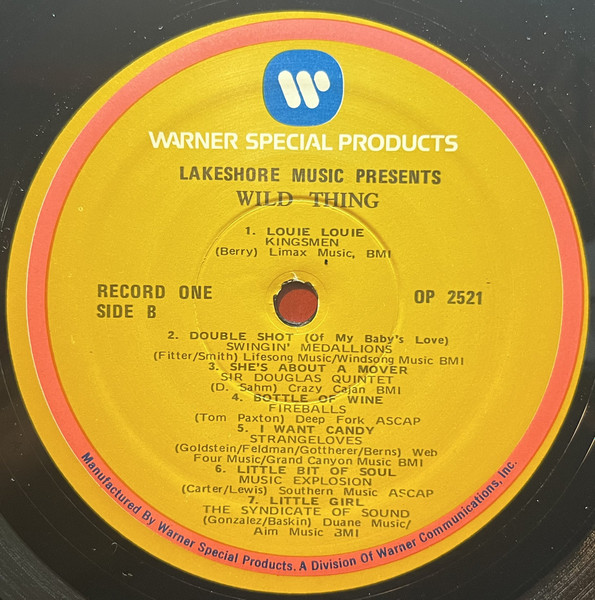 WARNER SPECIAL PRODUCTS
LAKESHORE MUSIC PRESENTS
WILD THING
1. LOUIE LOUIE
KINGSMEN
(Berry) Limax Music, BMI
RECORD ONE
SIDE B
OP 2521
2. DOUBLE SHOT (Of My Baby's Love)
SWINGIN' MEDALLIONS
(Fitter/Smith) Lifesong Music/Windsong Music BMI
3. SHE'S ABOUT A MOVER
SIR DOUGLAS QUINTET
(D. Sahm) Crazy Cajan BMI
4. BOTTLE OF WINE
FIREBALLS
(Tom Paxton) Deep Fork ASCAP
5. I WANT CANDY
STRANGELOVES
(Goldstein/Feldman/Gottherer/Berns) Web
Four Music/Grand Canyon Music BMI
6. LITTLE BIT OF SOUL
MUSIC EXPLOSION
(Carter/Lewis) Southern Music ASCAP
7. LITTLE GIRL
THE SYNDICATE OF SOUND
(Gonzalez/Baskin) Duane Music/
Aim Music BMI
Manufactured By Warner Special Products. A Division Of Warner Communications, Inc.